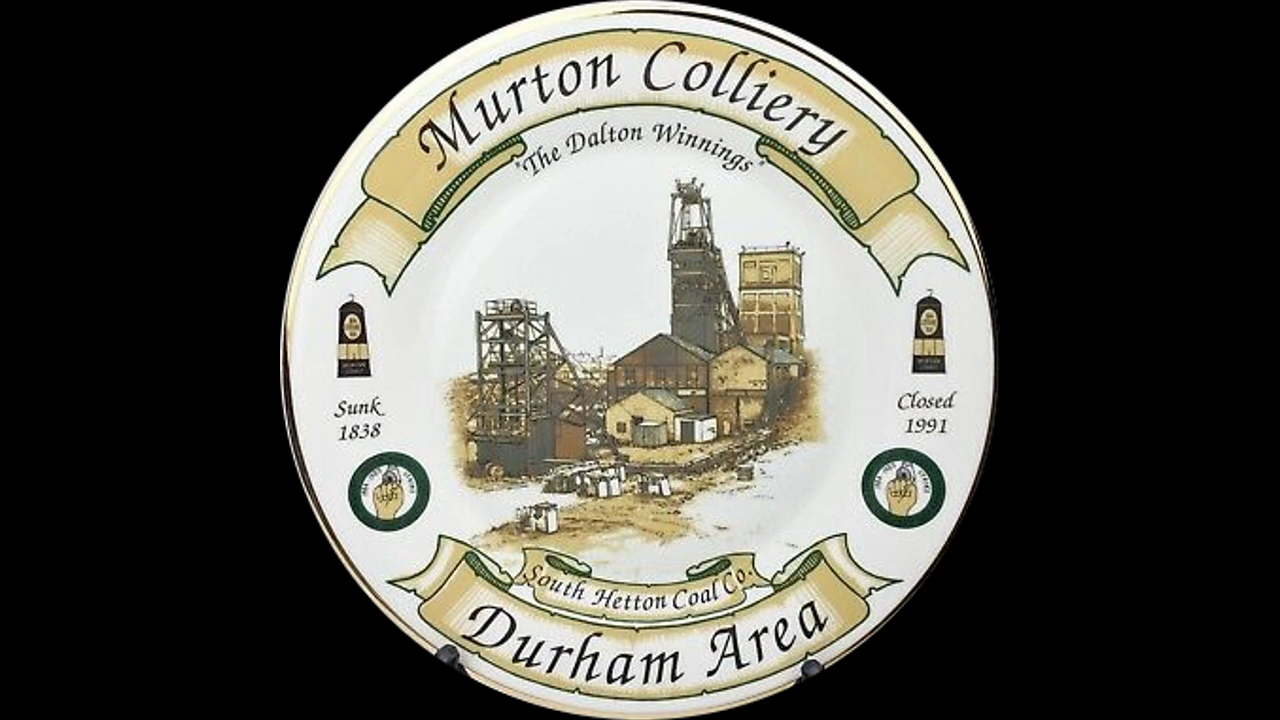 Murton Colliery
"The Dalton Winnings"
Sunk
1838
Closed
1991
South Hetton Coal Co.
Durham Area